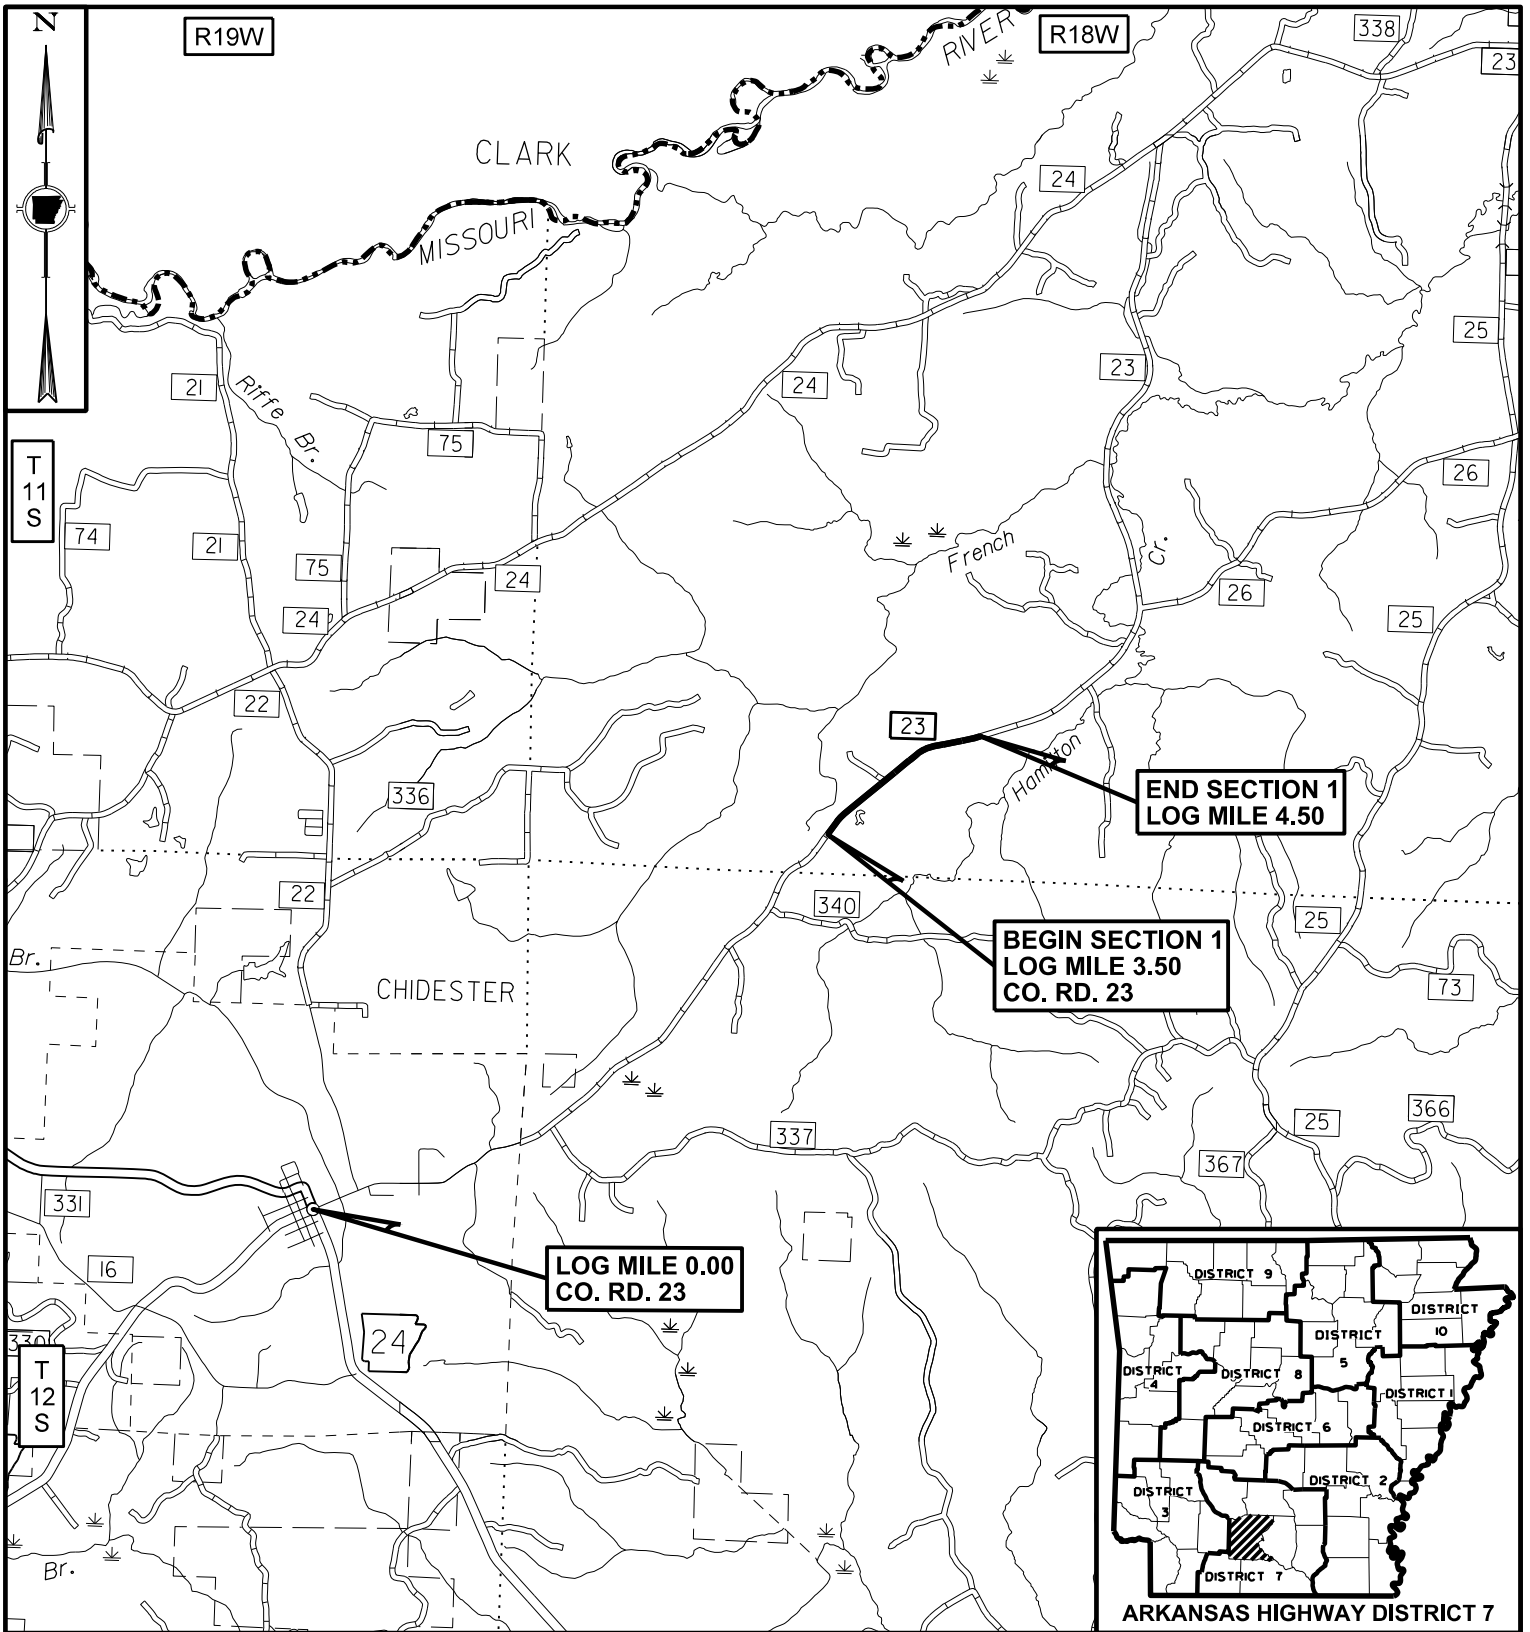 N
R19W
R18W
RIVER
338
23
CLARK
24
MISSOURI
25
21
Riffe Br.
24
23
75
T
11
S
26
74
21
75
24
French
Cr.
26
24
25
22
23
Hamilton
END SECTION 1
LOG MILE 4.50
336
22
340
25
BEGIN SECTION 1
LOG MILE 3.50
CO. RD. 23
Br.
CHIDESTER
73
366
337
25
367
331
16
LOG MILE 0.00
CO. RD. 23
330
24
T
12
S
Br.
DISTRICT 9
DISTRICT
10
DISTRICT
5
DISTRICT
4
DISTRICT 8
DISTRICT 1
DISTRICT 6
DISTRICT 2
DISTRICT
3
DISTRICT 7
ARKANSAS HIGHWAY DISTRICT 7